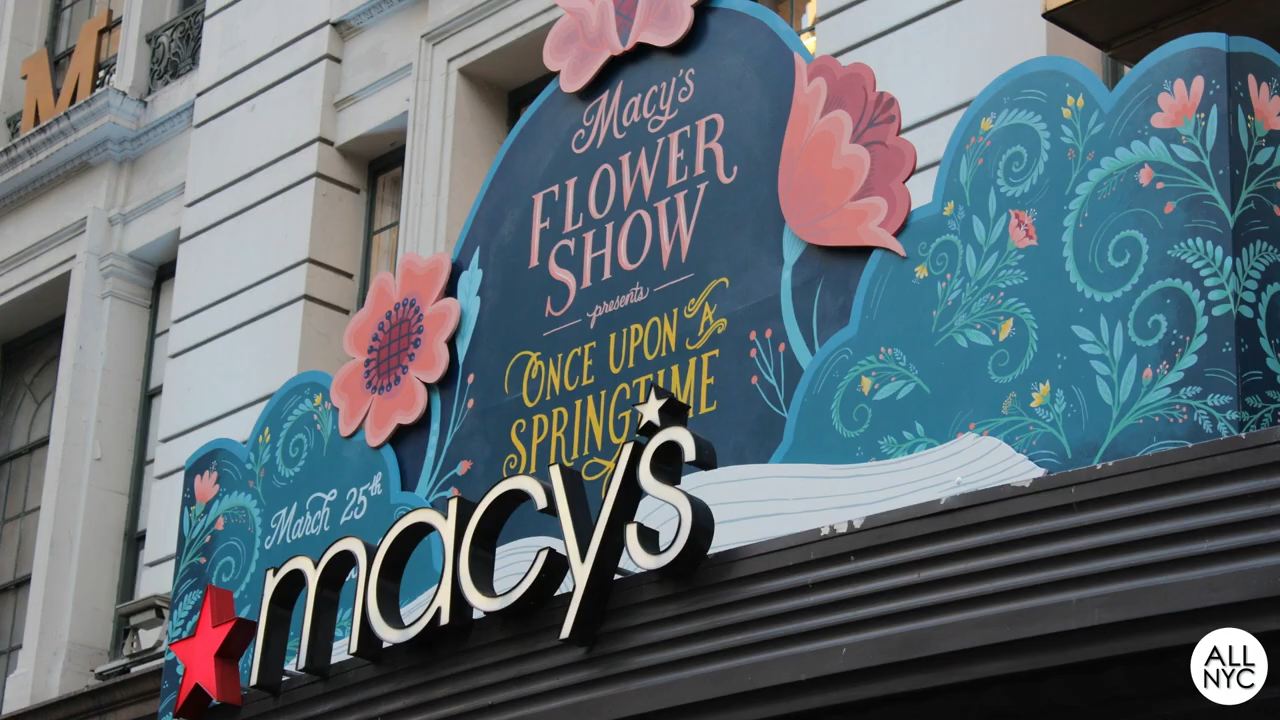 M
Macy's
FLOWER
SHOW
presents
ONCE UPON A
SPRINGTIME
March 25th
macy's
ALL
NYC